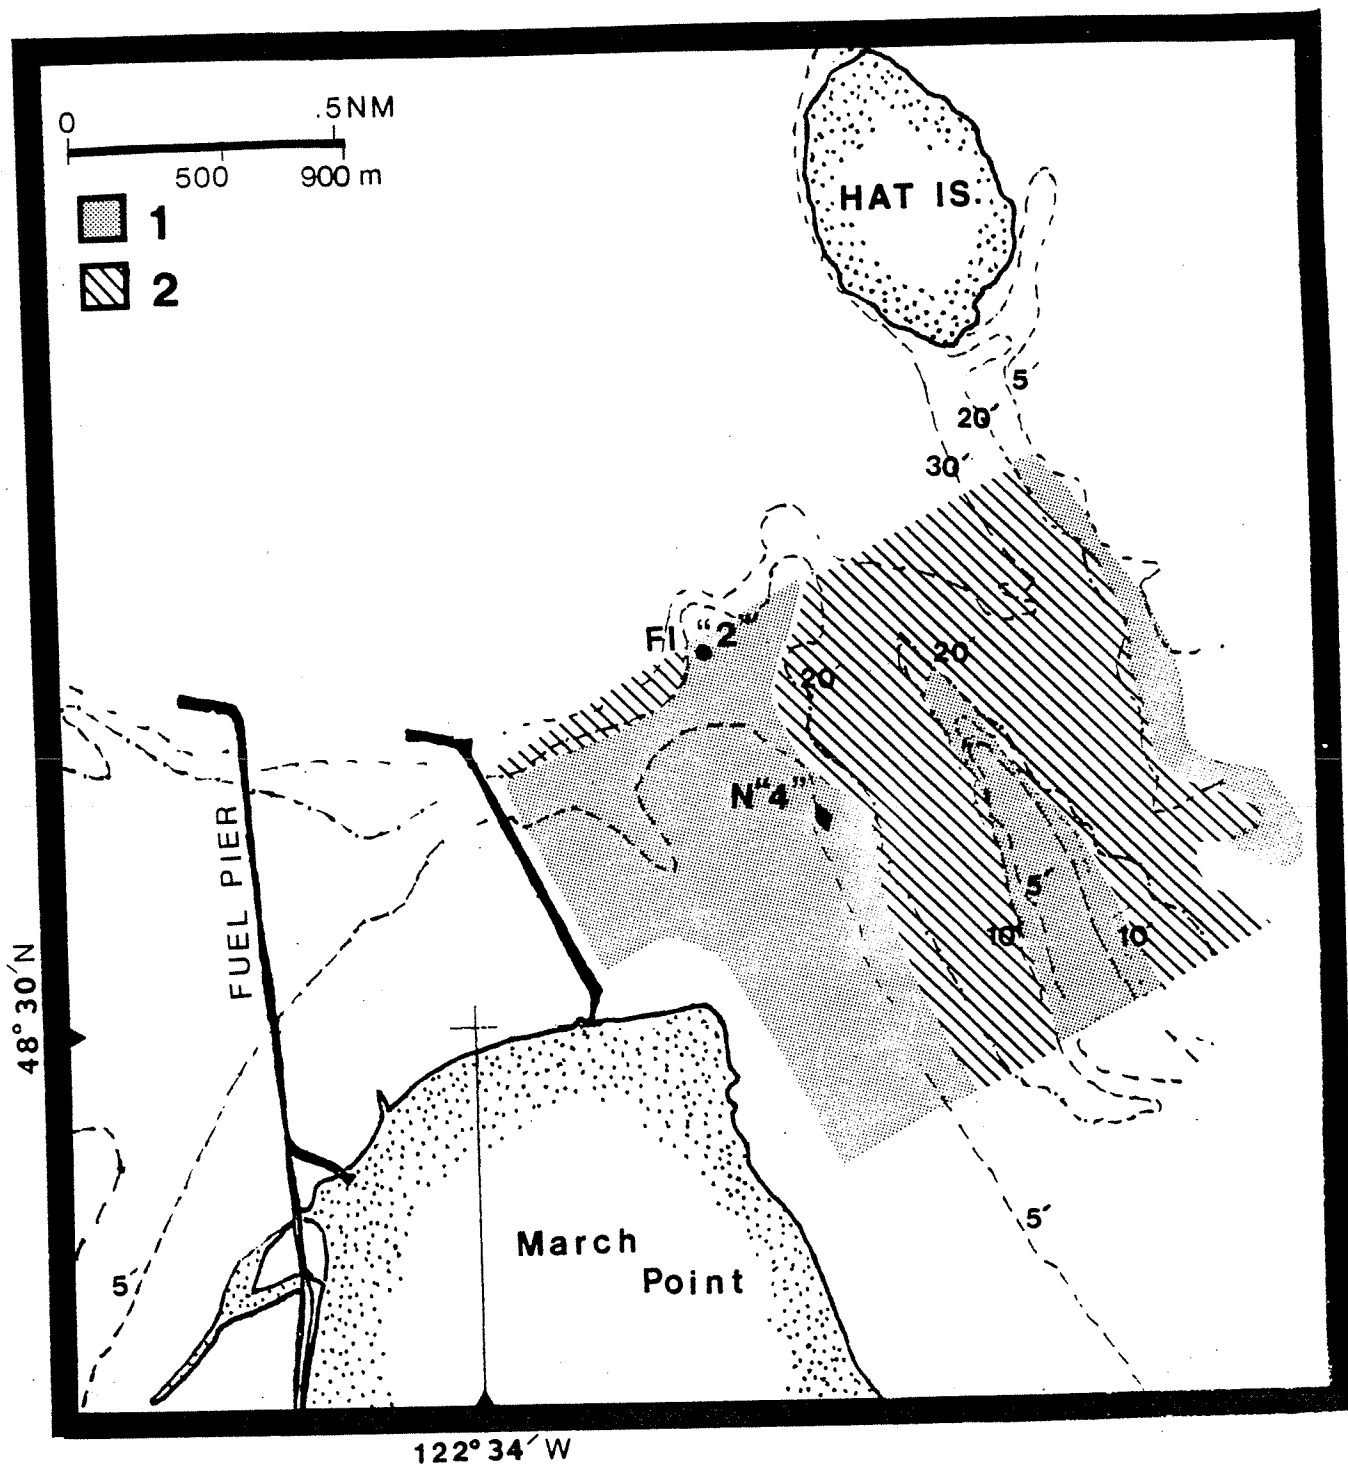 0 .5NM
500 900 m
1
2
HAT IS.
5
20′
30′
Fl “2”
20′
20′
N“4”
FUEL PIER
5′
10′
10′
48° 30′N
March
Point
5′
5′
122° 34′ W